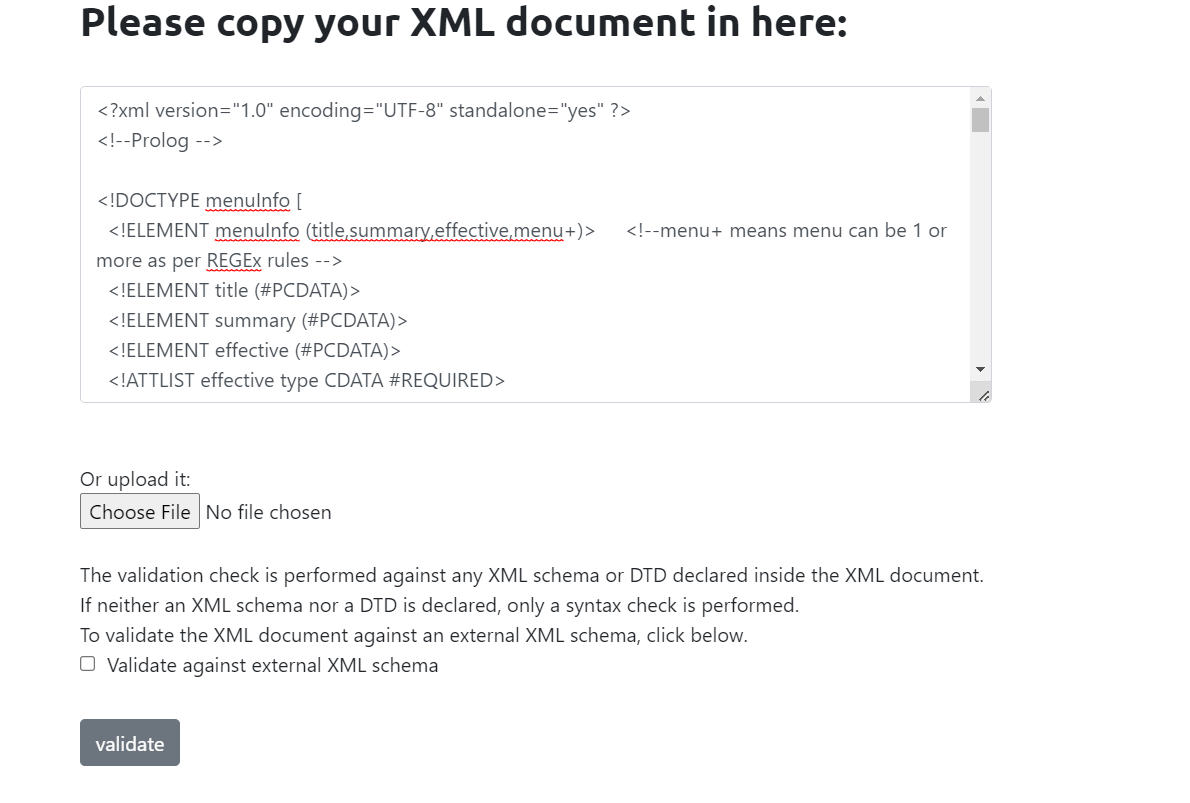 Please copy your XML document in here:
<?xml version="1.0" encoding="UTF-8" standalone="yes" ?>
<!--Prolog -->
<!DOCTYPE menuInfo [
<!ELEMENT menuInfo (title,summary,effective,menu+)> <!--menu+ means menu can be 1 or
more as per REGEx rules -->
<!ELEMENT title (#PCDATA)>
<!ELEMENT summary (#PCDATA)>
<!ELEMENT effective (#PCDATA)>
<!ATTLIST effective type CDATA #REQUIRED>
Or upload it:
Choose File No file chosen
The validation check is performed against any XML schema or DTD declared inside the XML document.
If neither an XML schema nor a DTD is declared, only a syntax check is performed.
To validate the XML document against an external XML schema, click below.
Validate against external XML schema
validate